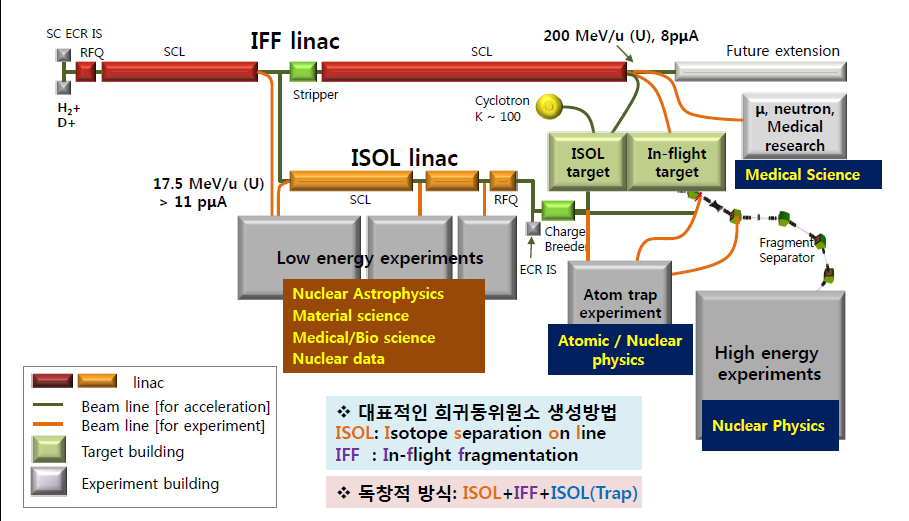 SC ECR IS
RFQ
SCL
IFF linac
SCL
200 MeV/u (U), 8pμA
Future extension
H2+
D+
Stripper
Cyclotron
K ~ 100
μ, neutron,
Medical
research
Medical Science
ISOL linac
ISOL
target
In-flight
target
17.5 MeV/u (U)
> 11 pμA
SCL
RFQ
Charge
Breeder
ECR IS
Fragment
Separator
Low energy experiments
Nuclear Astrophysics
Material science
Medical/Bio science
Nuclear data
Atom trap
experiment
Atomic / Nuclear
physics
High energy
experiments
Nuclear Physics
linac
Beam line [for acceleration]
Beam line [for experiment]
Target building
Experiment building
❖ 대표적인 희귀동위원소 생성방법
ISOL: Isotope separation on line
IFF : In-flight fragmentation
❖ 독창적 방식: ISOL+IFF+ISOL(Trap)